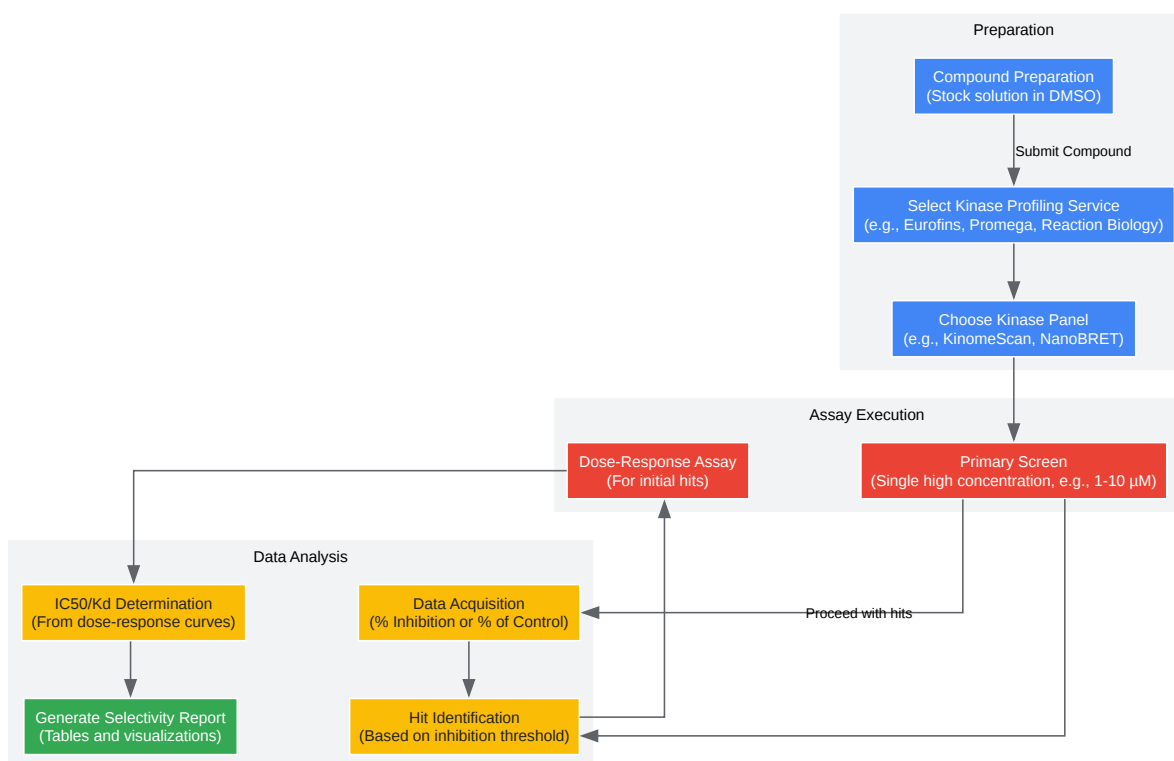 Preparation
Compound Preparation
(Stock solution in DMSO)
Submit Compound
Select Kinase Profiling Service
(e.g., Eurofins, Promega, Reaction Biology)
Choose Kinase Panel
(e.g., KinomeScan, NanoBRET)
Assay Execution
Dose-Response Assay
(For initial hits)
Primary Screen
(Single high concentration, e.g., 1-10 µM)
Data Analysis
IC50/Kd Determination
(From dose-response curves)
Data Acquisition
(% Inhibition or % of Control)
Proceed with hits
Generate Selectivity Report
(Tables and visualizations)
Hit Identification
(Based on inhibition threshold)